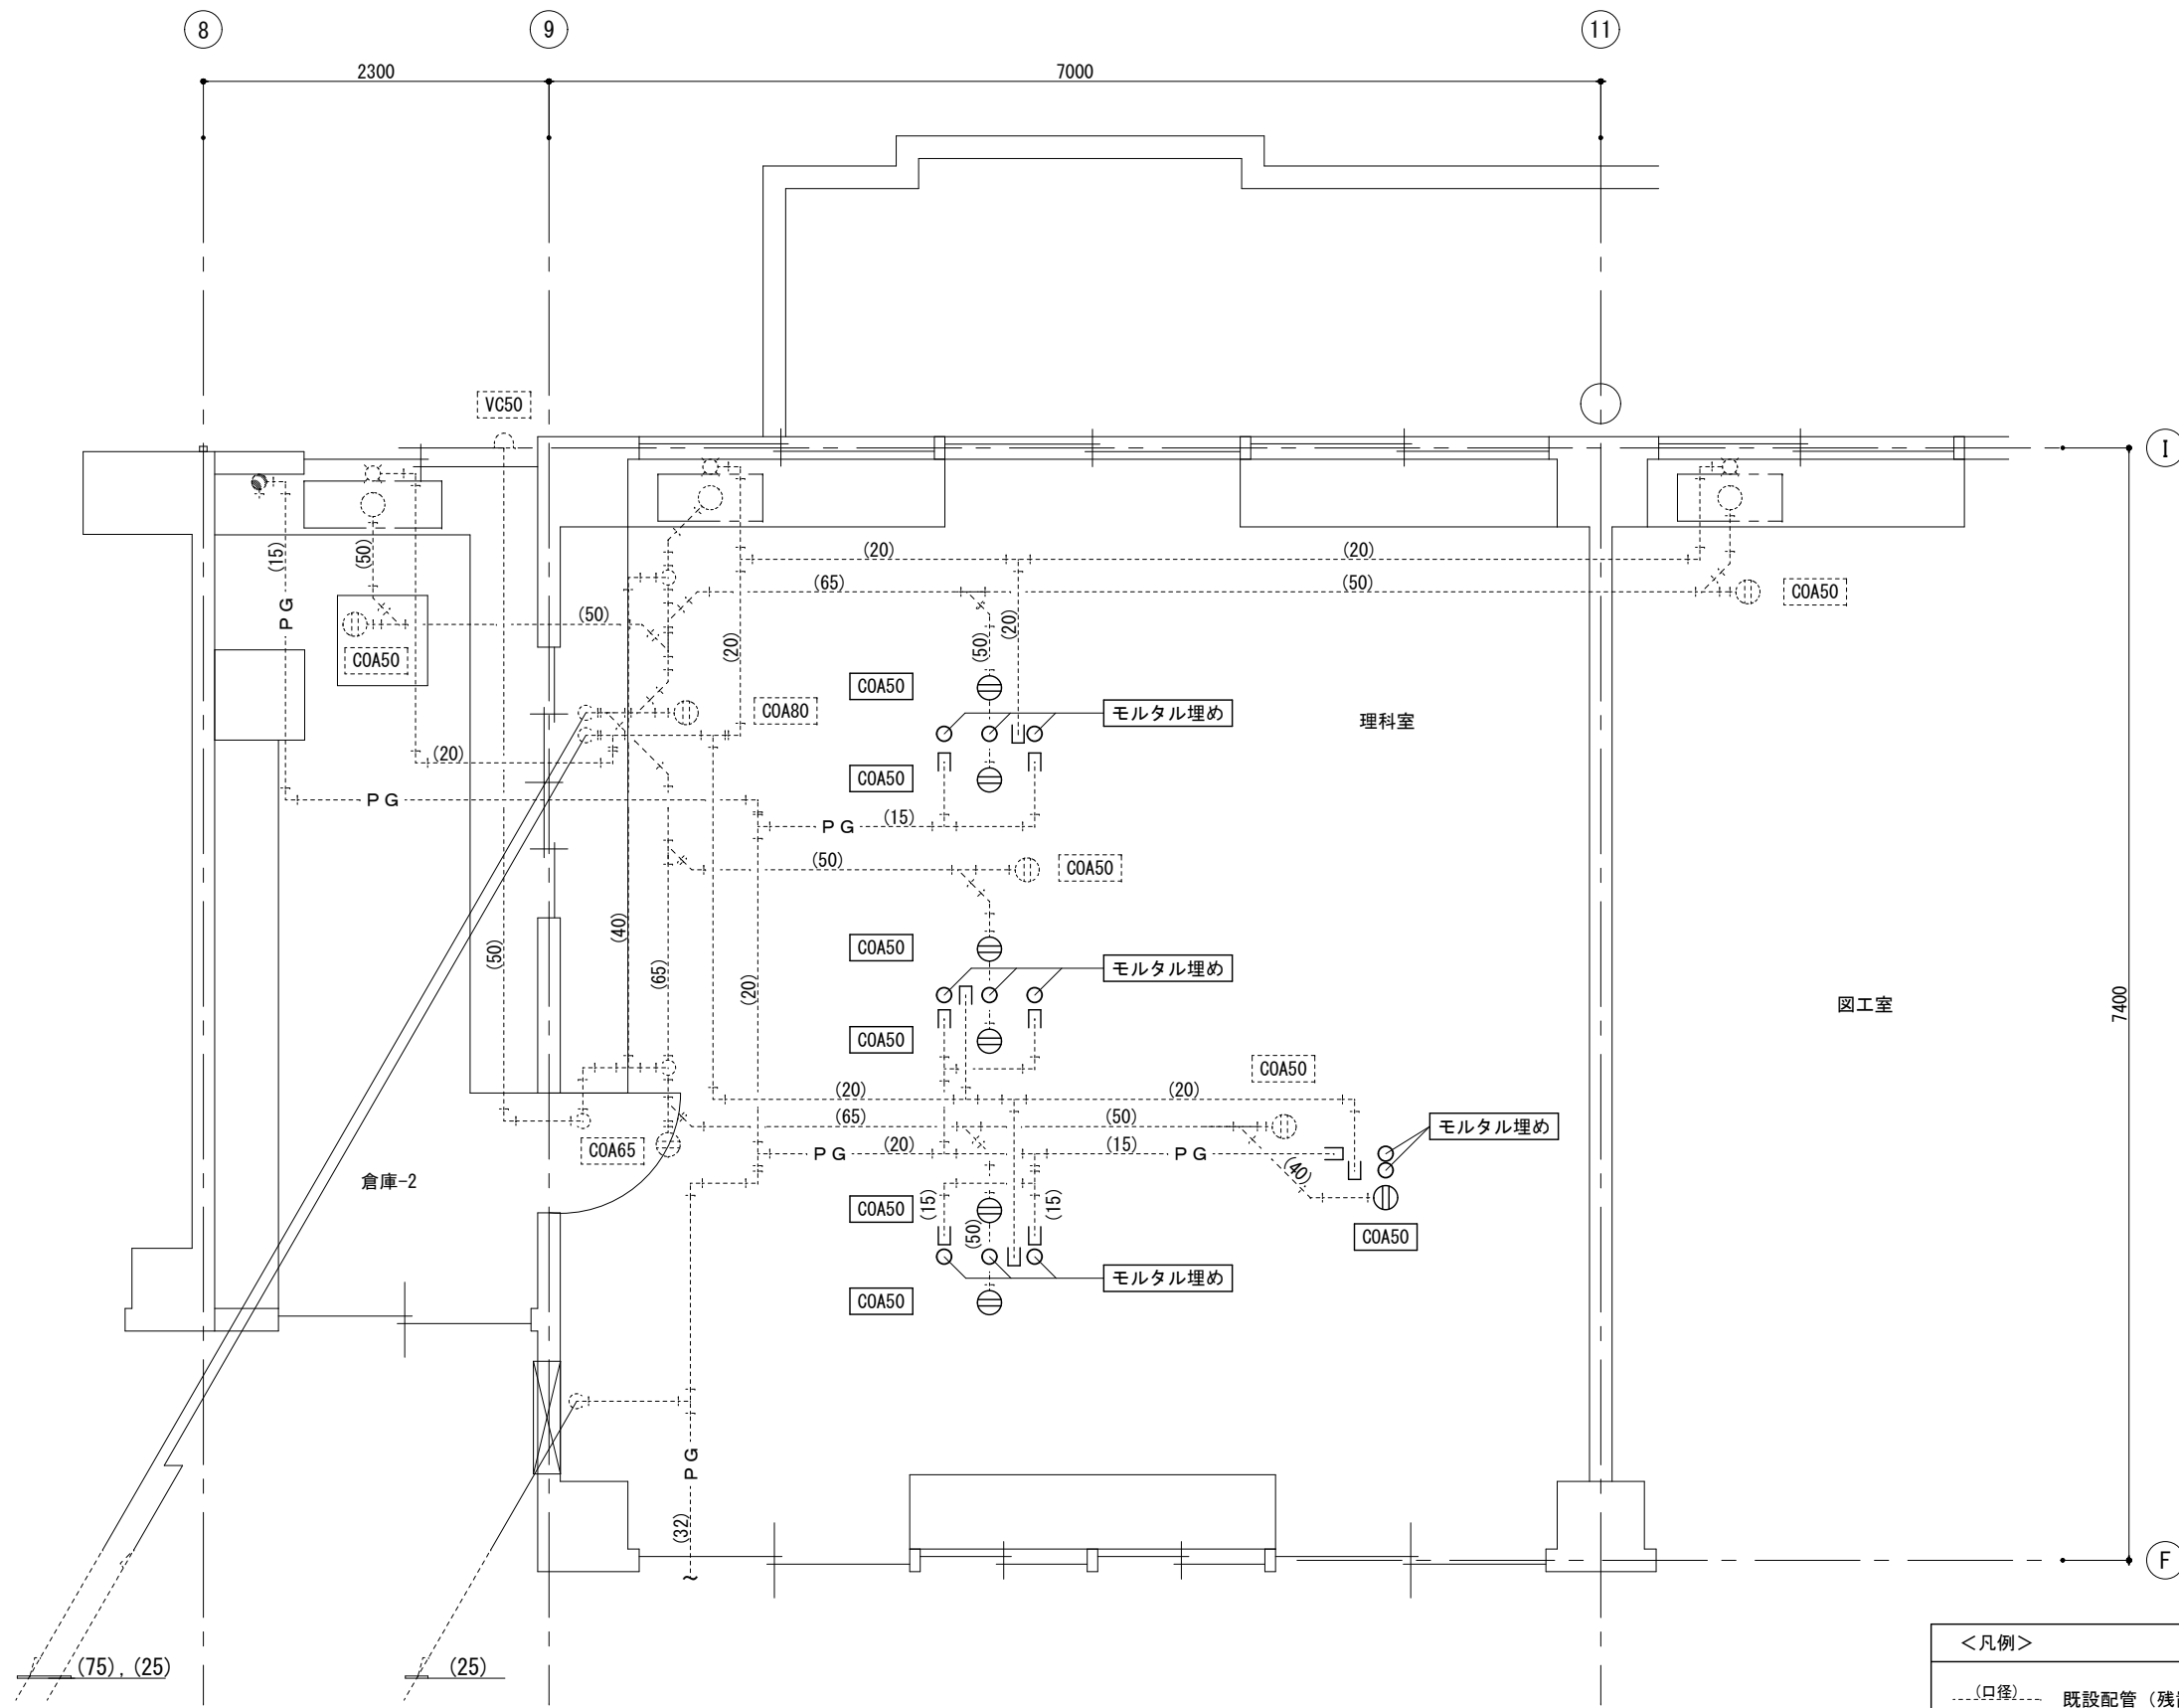 8
9
11
2300
7000
VC50
I
(15)
(50)
(20)
(20)
(65)
(50)
COA50
PG
(50)
(20)
(50)
(20)
COA50
COA50
COA80
モルタル埋め
理科室
(20)
COA50
PG
PG
(15)
(50)
COA50
(40)
(50)
(65)
(20)
COA50
モルタル埋め
図工室
7400
COA50
COA50
(20)
(20)
(65)
(50)
モルタル埋め
COA65
PG
(20)
(15)
PG
(40)
倉庫-2
COA50
(15)
(50)
(15)
COA50
モルタル埋め
COA50
PG
(32)
F
(75),(25)
(25)
<凡例>
(口径)
既設配管(残